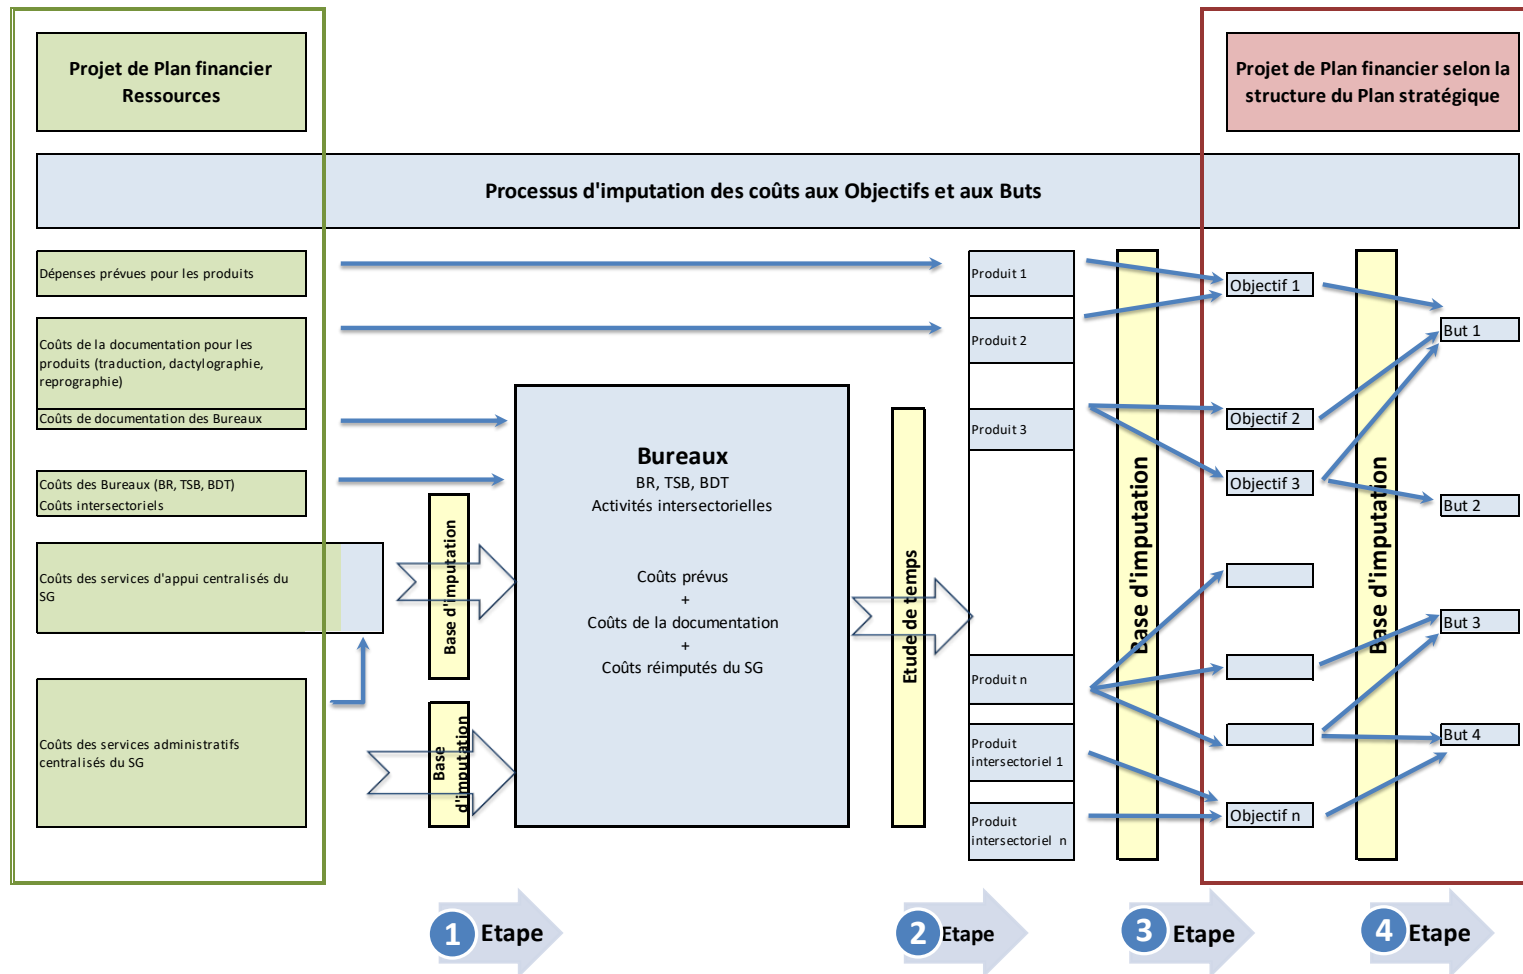 Projet de Plan financier
Ressources
Projet de Plan financier selon la
structure du Plan stratégique
Processus d'imputation des coûts aux Objectifs et aux Buts
Dépenses prévues pour les produits
Coûts de la documentation pour les
produits (traduction, dactylographie,
reprographie)
Coûts de documentation des Bureaux
Coûts des Bureaux (BR, TSB, BDT)
Coûts intersectoriels
Coûts des services d'appui centralisés du
SG
Coûts des services administratifs
centralisés du SG
Base d'imputation
Base
d'imputation
Bureaux
BR, TSB, BDT
Activités intersectorielles
Coûts prévus
+
Coûts de la documentation
+
Coûts réimputés du SG
Etude de temps
Produit 1
Produit 2
Produit 3
Produit n
Produit
intersectoriel 1
Produit
intersectoriel n
Base d'imputation
Objectif 1
Objectif 2
Objectif 3
Objectif n
Base d'imputation
But 1
But 2
But 3
But 4
1 Etape
2 Etape
3 Etape
4 Etape